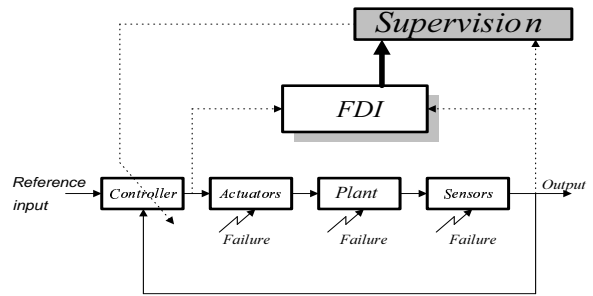 Supervision
FDI
Reference
input
Controller
Actuators
Plant
Sensors
Output
Failure
Failure
Failure